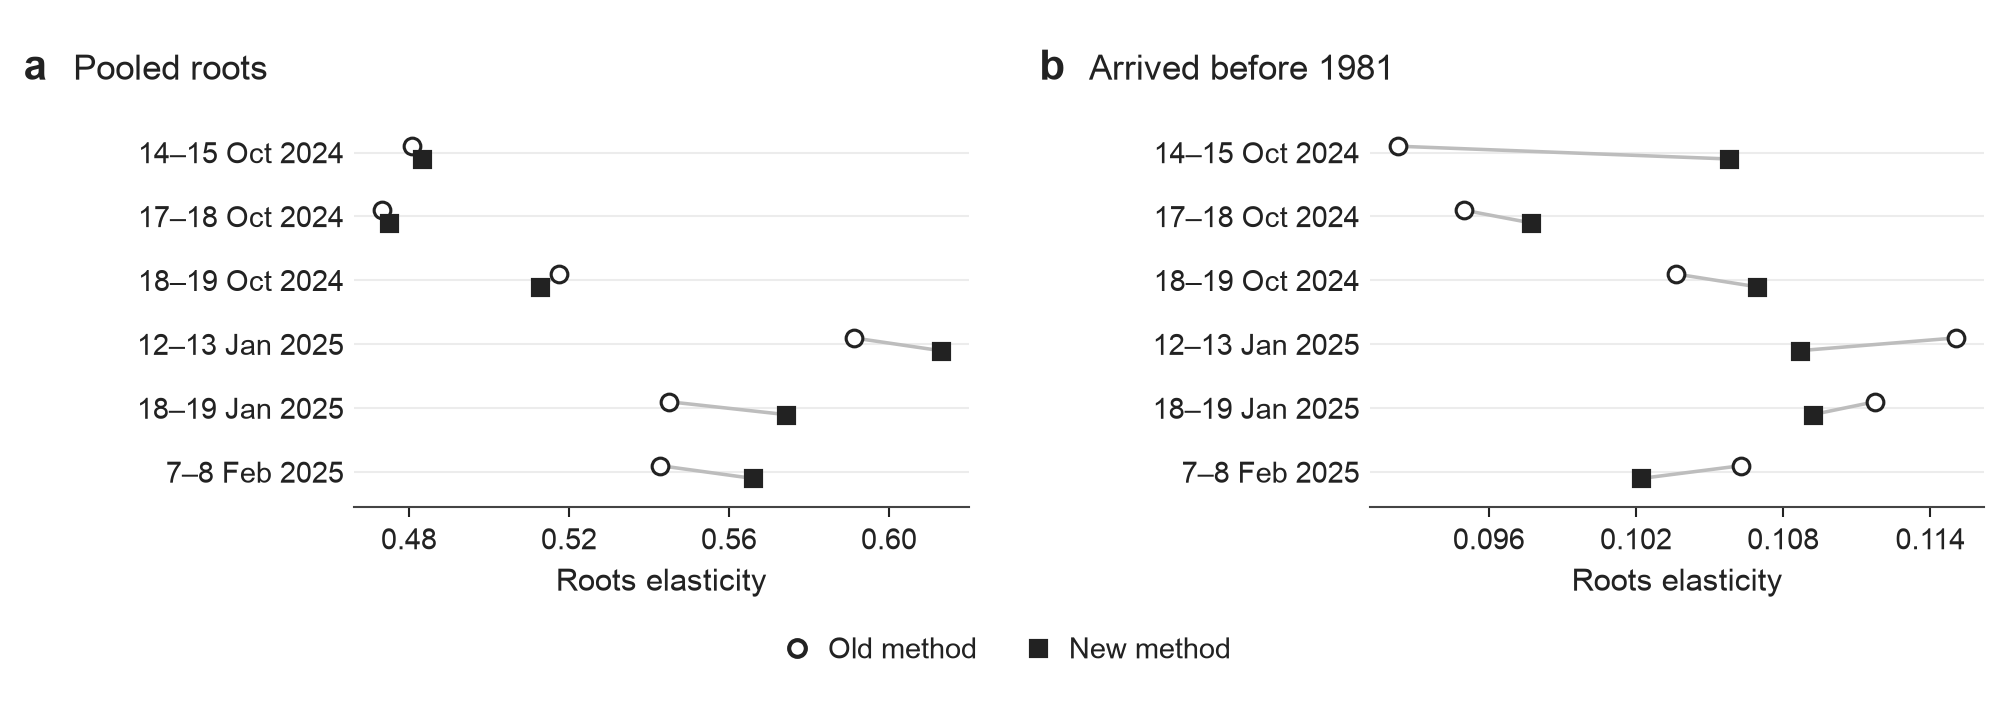 a Pooled roots
14–15 Oct 2024
17–18 Oct 2024
18–19 Oct 2024
12–13 Jan 2025
18–19 Jan 2025
7–8 Feb 2025
0.48 0.52 0.56 0.60
Roots elasticity
b Arrived before 1981
14–15 Oct 2024
17–18 Oct 2024
18–19 Oct 2024
12–13 Jan 2025
18–19 Jan 2025
7–8 Feb 2025
0.096 0.102 0.108 0.114
Roots elasticity
Old method New method